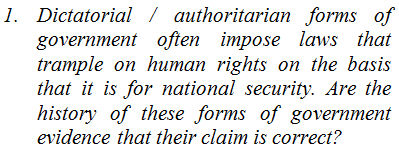 1. Dictatorial / authoritarian forms of
government often impose laws that
trample on human rights on the basis
that it is for national security. Are the
history of these forms of government
evidence that their claim is correct?